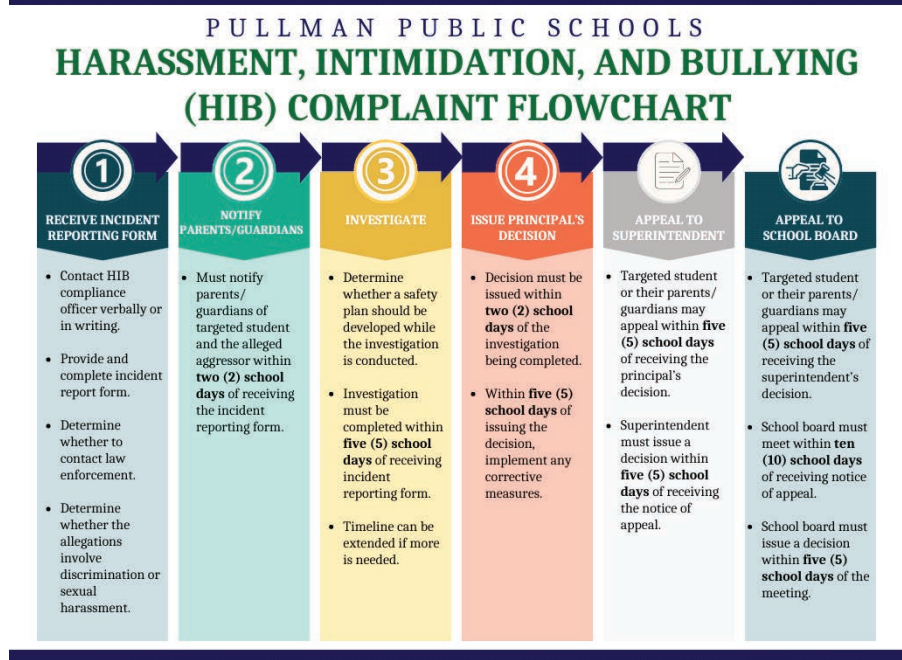 PULLMAN PUBLIC SCHOOLS
HARASSMENT, INTIMIDATION, AND BULLYING
(HIB) COMPLAINT FLOWCHART
1
RECEIVE INCIDENT
REPORTING FORM
• Contact HIB
compliance
officer verbally or
in writing.
• Provide and
complete incident
report form.
• Determine
whether to
contact law
enforcement.
• Determine
whether the
allegations
involve
discrimination or
sexual
harassment.
2
NOTIFY
PARENTS/GUARDIANS
• Must notify
parents/
guardians of
targeted student
and the alleged
aggressor within
two (2) school
days of receiving
the incident
reporting form.
3
INVESTIGATE
• Determine
whether a safety
plan should be
developed while
the investigation
is conducted.
• Investigation
must be
completed within
five (5) school
days of receiving
incident
reporting form.
• Timeline can be
extended if more
is needed.
4
ISSUE PRINCIPAL'S
DECISION
• Decision must be
issued within
two (2) school
days of the
investigation
being completed.
• Within five (5)
school days of
issuing the
decision,
implement any
corrective
measures.
APPEAL TO
SUPERINTENDENT
• Targeted student
or their parents/
guardians may
appeal within five
(5) school days
of receiving the
principal's
decision.
• Superintendent
must issue a
decision within
five (5) school
days of receiving
the notice of
appeal.
APPEAL TO
SCHOOL BOARD
• Targeted student
or their parents/
guardians may
appeal within five
(5) school days of
receiving the
superintendent's
decision.
• School board must
meet within ten
(10) school days
of receiving notice
of appeal.
• School board must
issue a decision
within five (5)
school days of the
meeting.